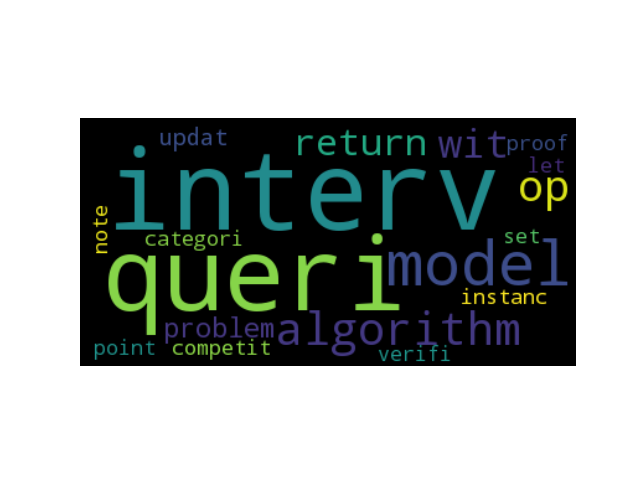 updat
return
wit
proof
let
interv
op
note
categori
set
queri
model
instanc
problem
algorithm
point
competit
verifi